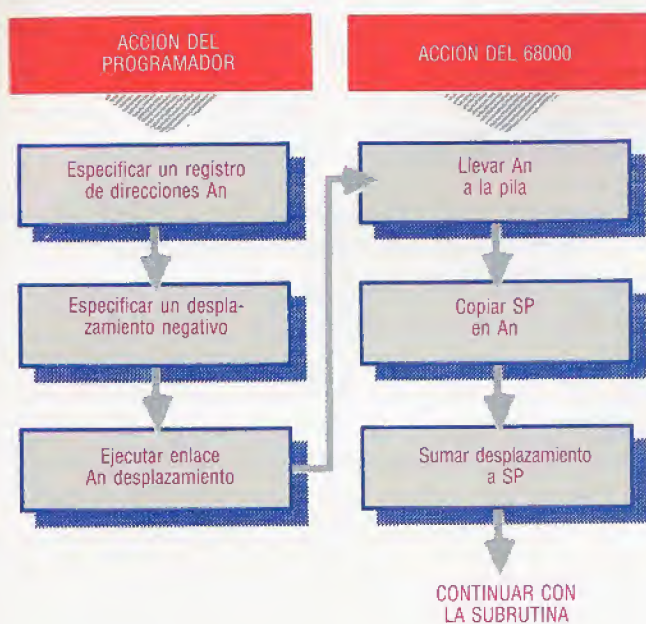 ACCION DEL
PROGRAMADOR
Especificar un registro
de direcciones An
Especificar un despla-
zamiento negativo
Ejecutar enlace
An desplazamiento
ACCION DEL 68000
Llevar An
a la pila
Copiar SP
en An
Sumar desplazamiento
a SP
CONTINUAR CON
LA SUBRUTINA